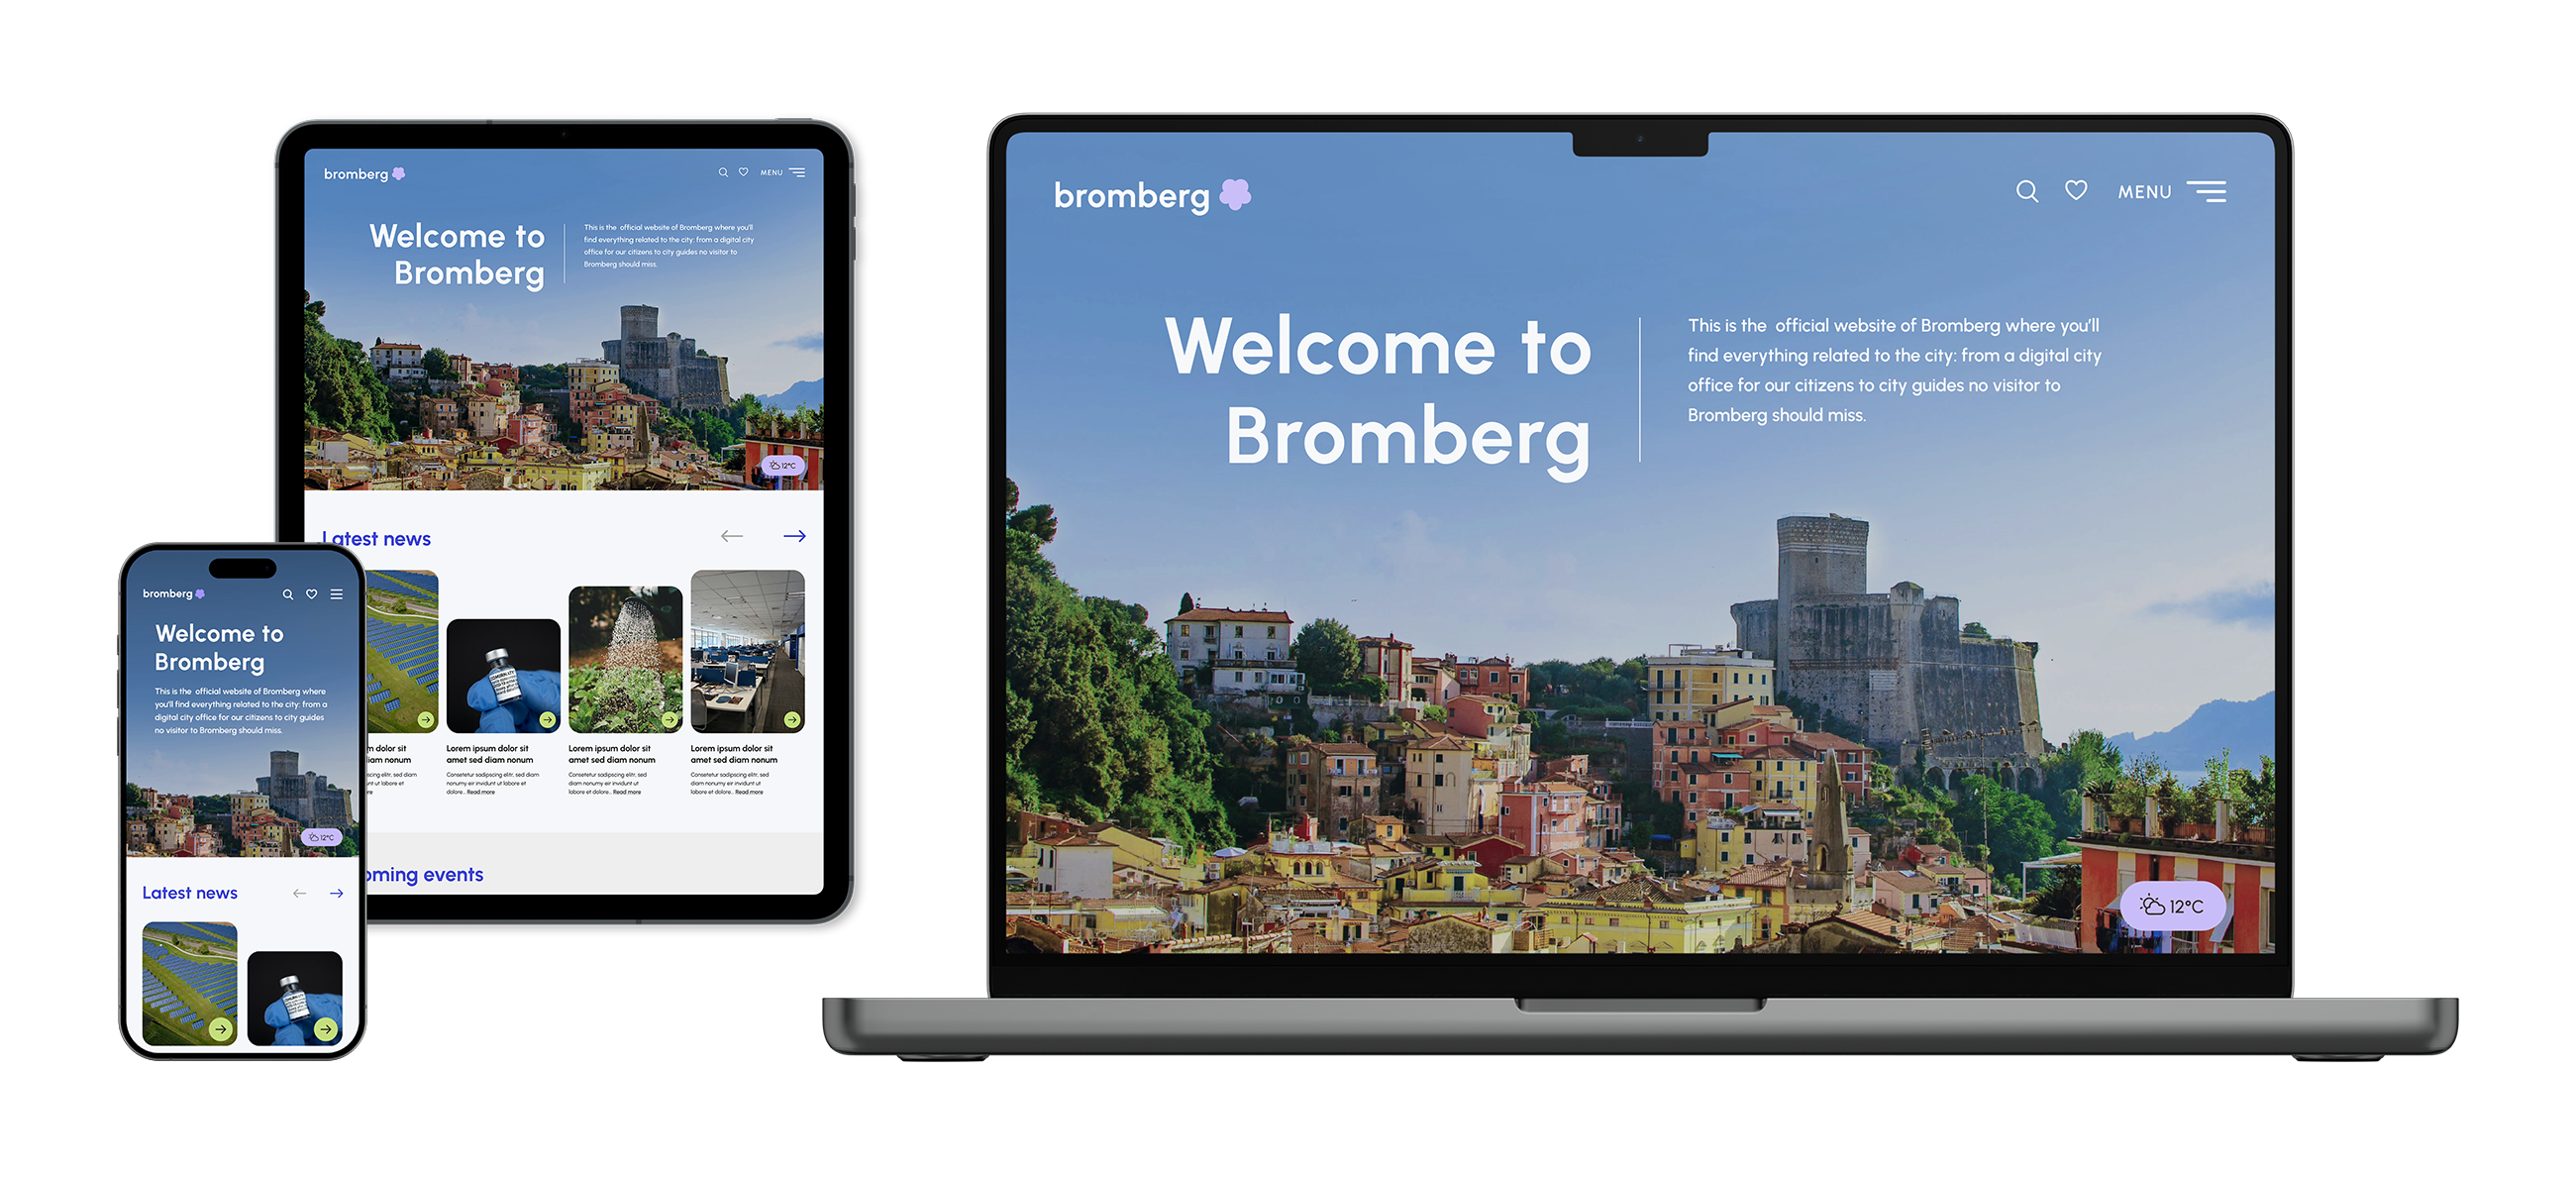 bromberg
MENU
Welcome to
Bromberg
This is the official website of Bromberg where you'll
find everything related to the city: from a digital city
office for our citizens to city guides no visitor to
Bromberg should miss.
12°C
Latest news
Lorem ipsum dolor sit
amet sed diam nonum
Consetetur sadipscing elitr, sed diam
nonumy eir invidunt ut labore et
dolore.. Read more
Lorem ipsum dolor sit
amet sed diam nonum
Consetetur sadipscing elitr, sed
diam nonumy eir invidunt ut
labore et dolore.. Read more
Lorem ipsum dolor sit
amet sed diam nonum
Consetetur sadipscing elitr, sed
diam nonumy eir invidunt ut
labore et dolore.. Read more
oming events
bromberg
Welcome to
Bromberg
This is the official website of Bromberg where
you'll find everything related to the city: from a
digital city office for our citizens to city guides
no visitor to Bromberg should miss.
12°C
Latest news
bromberg
MENU
Welcome to
Bromberg
This is the official website of Bromberg where you'll
find everything related to the city: from a digital city
office for our citizens to city guides no visitor to
Bromberg should miss.
12°C